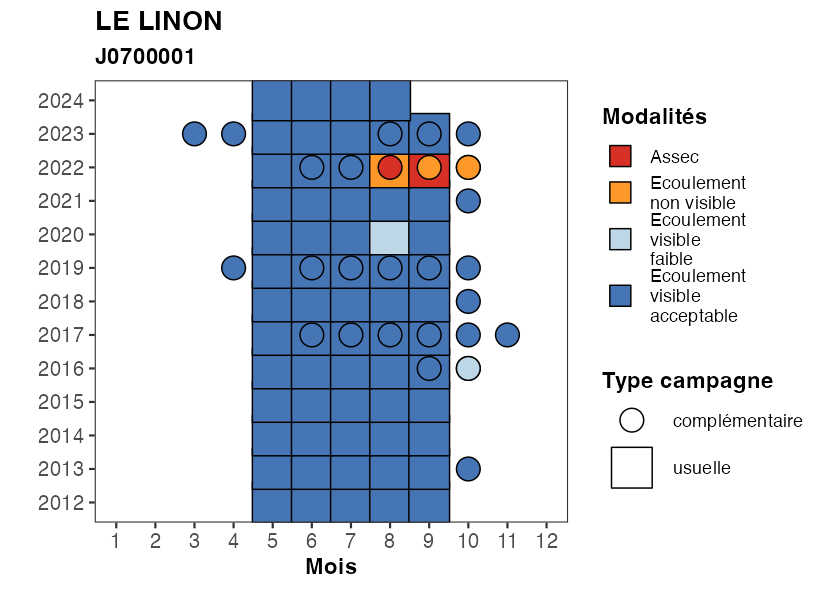 LE LINON
J0700001
2024
2023
2022
2021
2020
2019
2018
2017
2016
2015
2014
2013
2012
1 2 3 4 5 6 7 8 9 10 11 12
Mois
Modalités
Assec
Ecoulement
non visible
Ecoulement
visible
faible
Ecoulement
visible
acceptable
Type campagne
complémentaire
usuelle